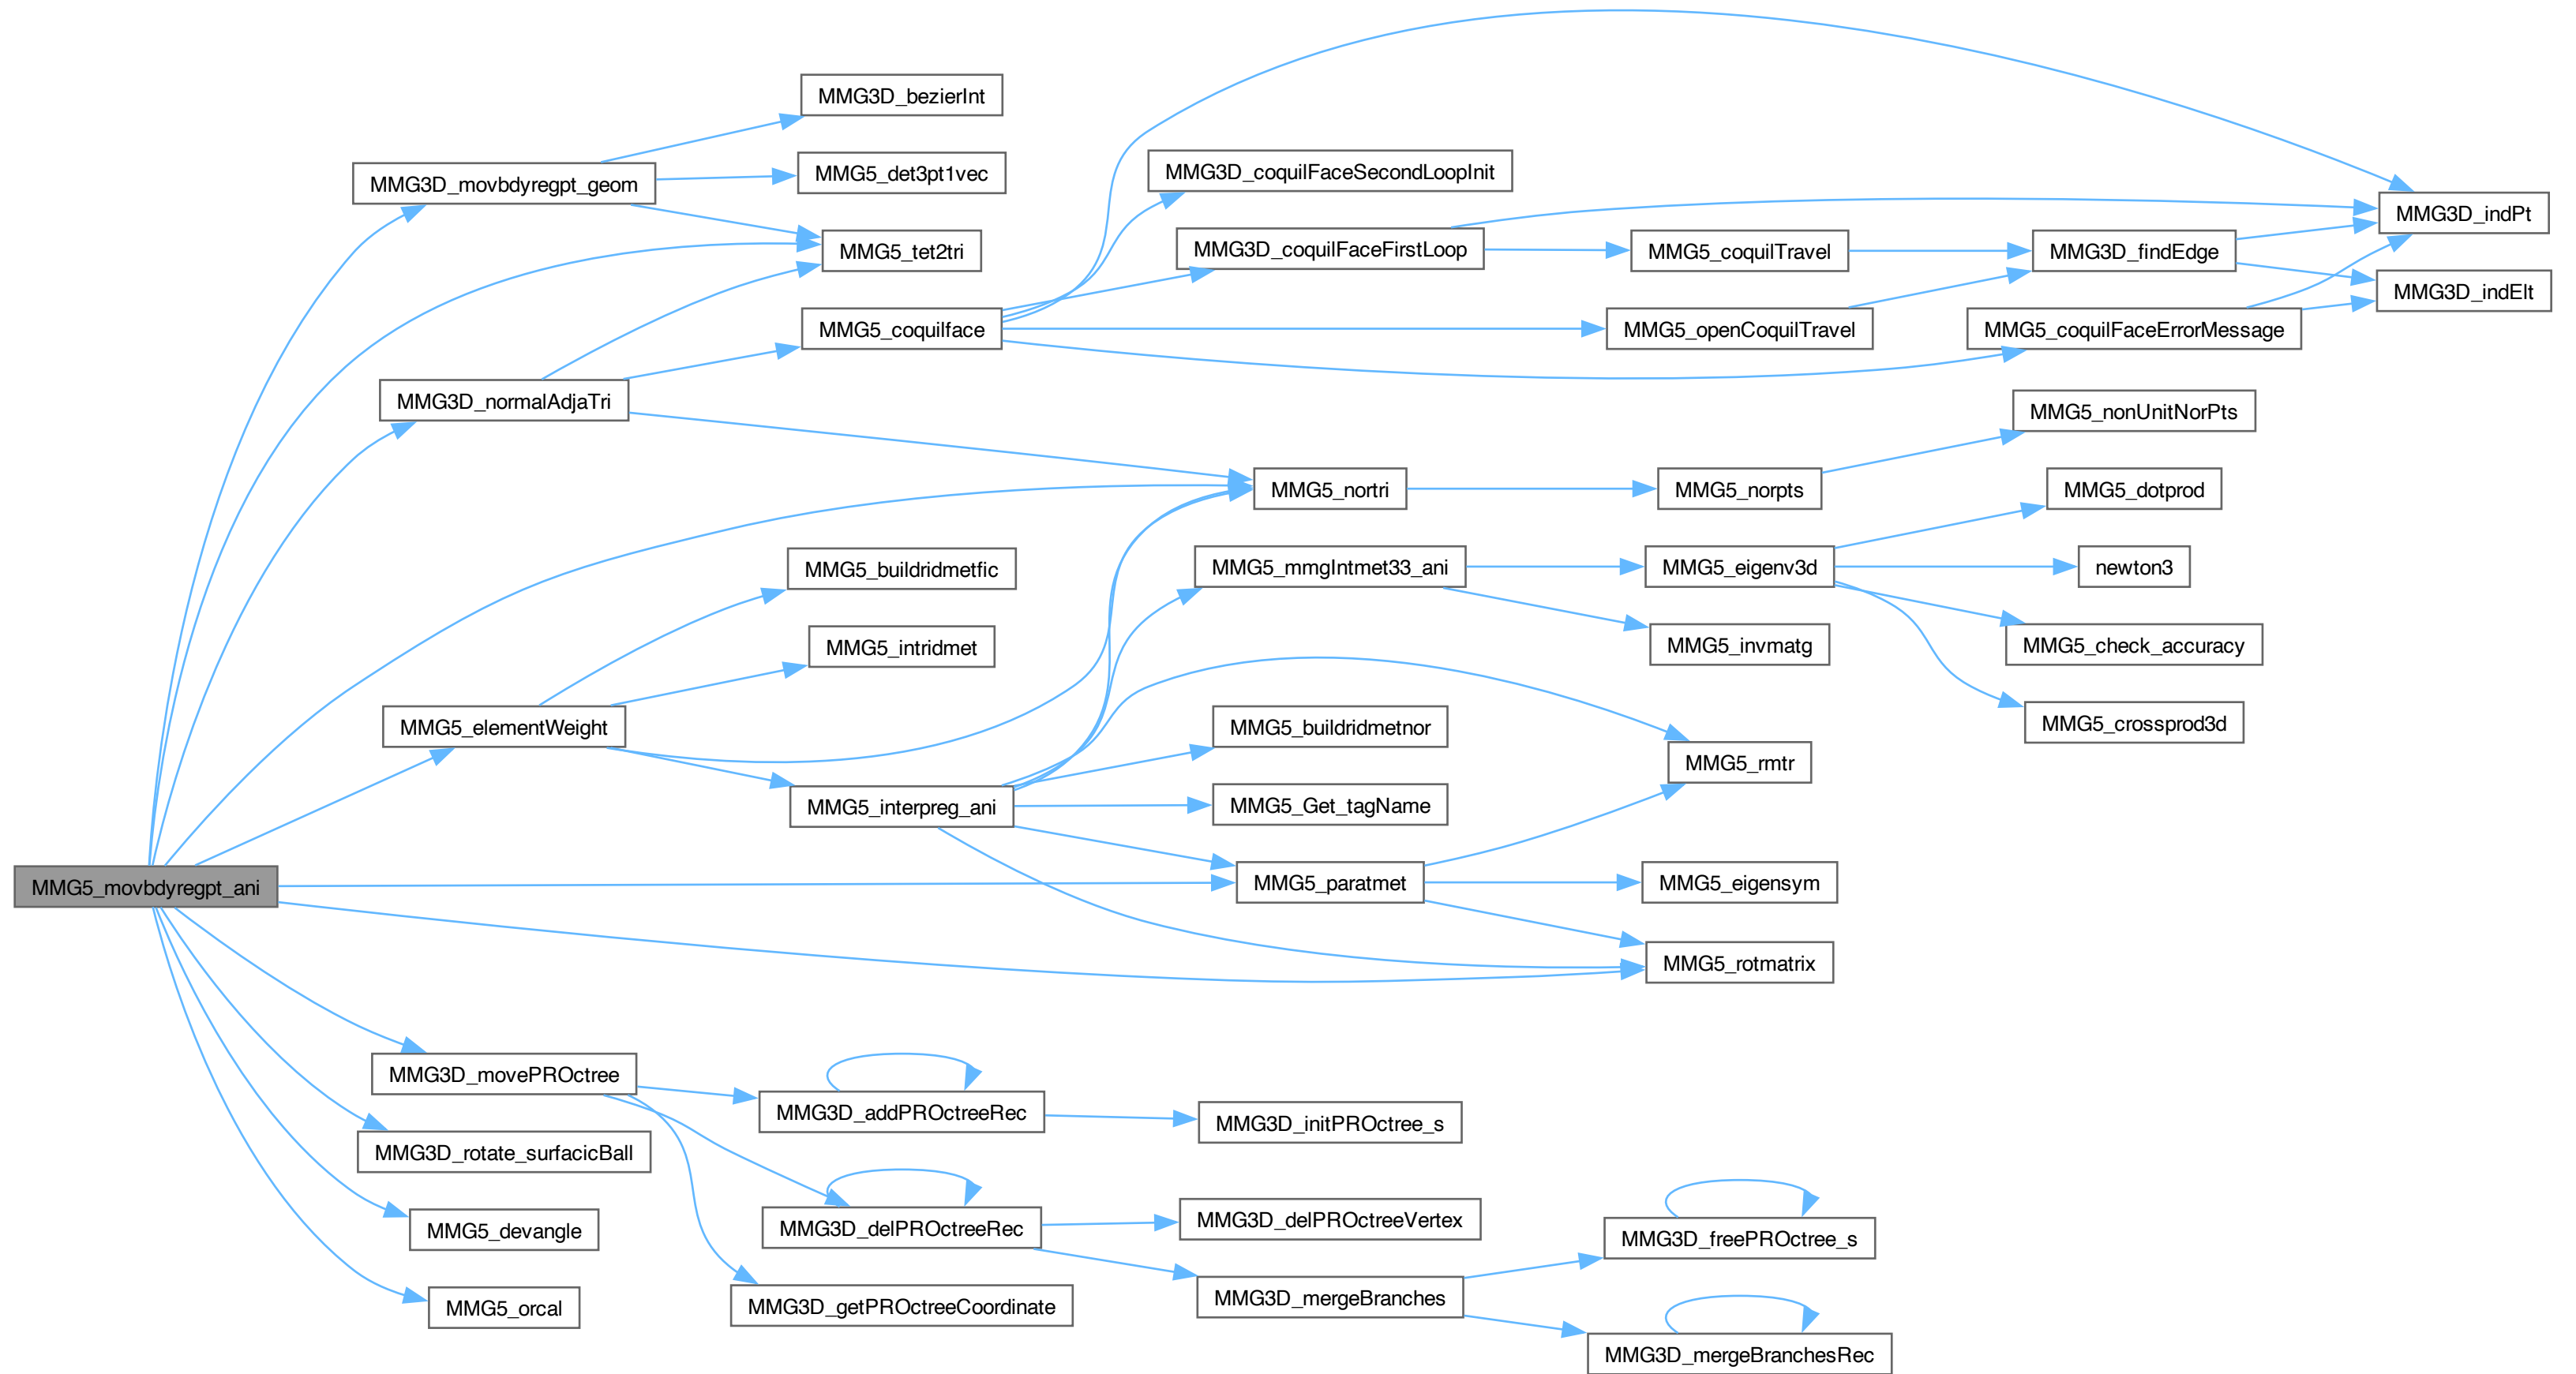 MMG3D_bezierInt
MMG3D_movbdyregpt_geom
MMG5_det3pt1vec
MMG3D_coquilFaceSecondLoopInit
MMG3D_indPt
MMG5_tet2tri
MMG3D_coquilFaceFirstLoop
MMG5_coquilTravel
MMG3D_findEdge
MMG3D_indElt
MMG5_coquilface
MMG5_openCoquilTravel
MMG5_coquilFaceErrorMessage
MMG3D_normalAdjaTri
MMG5_nonUnitNorPts
MMG5_nortri
MMG5_norpts
MMG5_dotprod
MMG5_buildridmetfic
MMG5_mmgIntmet33_ani
MMG5_eigenv3d
newton3
MMG5_intridmet
MMG5_invmatg
MMG5_check_accuracy
MMG5_elementWeight
MMG5_buildridmetnor
MMG5_crossprod3d
MMG5_rmtr
MMG5_interpreg_ani
MMG5_Get_tagName
MMG5_movbdyregpt_ani
MMG5_paratmet
MMG5_eigensym
MMG5_rotmatrix
MMG3D_movePROctree
MMG3D_addPROctreeRec
MMG3D_initPROctree_s
MMG3D_rotate_surfacicBall
MMG5_devangle
MMG3D_delPROctreeRec
MMG3D_delPROctreeVertex
MMG3D_freePROctree_s
MMG5_orcal
MMG3D_getPROctreeCoordinate
MMG3D_mergeBranches
MMG3D_mergeBranchesRec